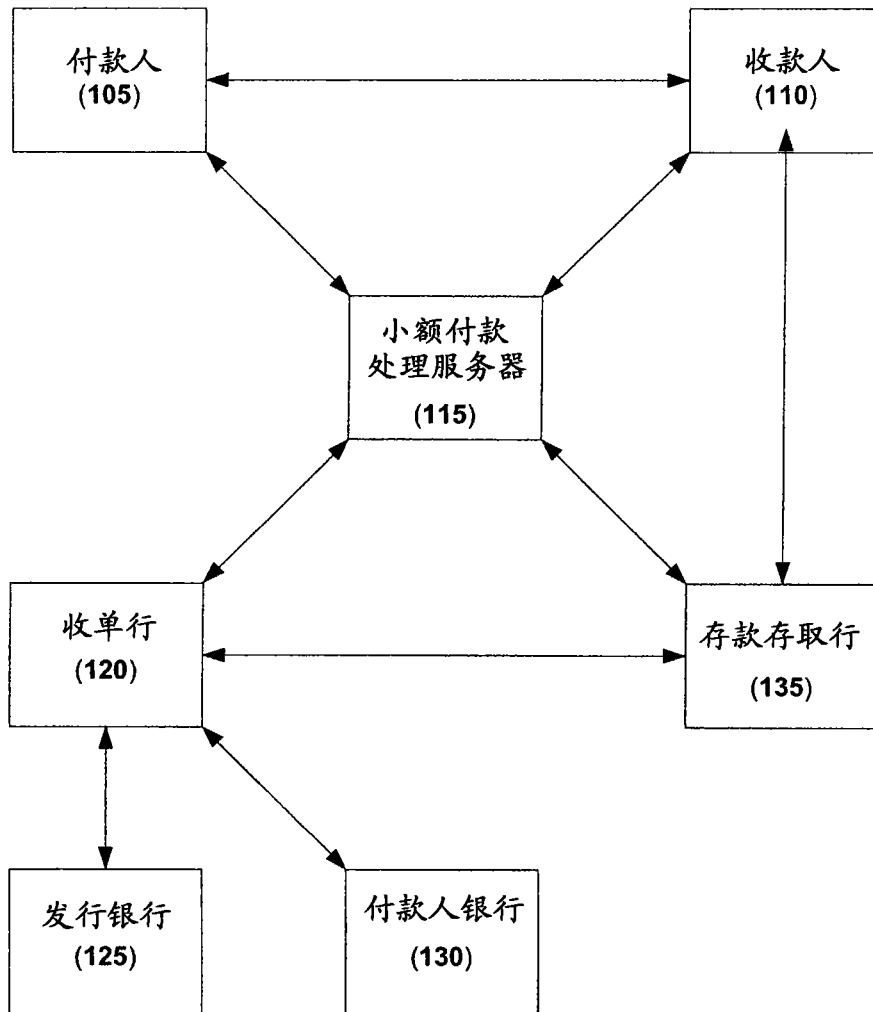 付款人
(105)
收款人
(110)
小额付款
处理服务器
(115)
收单行
(120)
存款存取行
(135)
发行银行
(125)
付款人银行
(130)